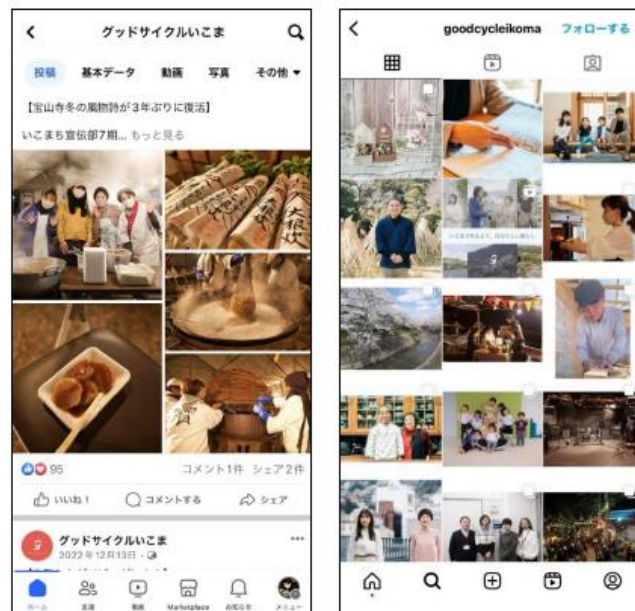 グッドサイクルいこま
投稿 基本データ 動画 写真 その他
【宝山寺冬の風物詩が3年ぶりに復活】
いこまち宣伝部7期... もっと見る
大根炊
95 コメント1件 シェア2件
いいね! コメントする シェア
グッドサイクルいこま
2022年12月13日
ホーム 友達 動画 Marketplace お知らせ メニュー
goodcycleikoma フォローする